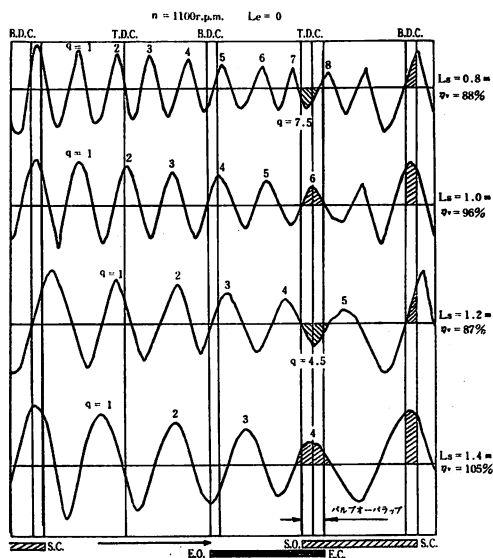 n = 1100r.p.m. Le = 0
B.D.C. T.D.C. B.D.C. T.D.C. B.D.C.
q = 1 2 3 4 5 6 7 8
Ls = 0.8 m
ηv = 88%
q = 7.5
q = 1 2 3 4 5 6
Ls = 1.0 m
ηv = 96%
q = 1 2 3 4 5
Ls = 1.2 m
ηv = 87%
q = 4.5
q = 1 2 3 4
Ls = 1.4 m
ηv = 105%
バルブオーバラップ
S.C. S.O. S.C.
E.O. E.C.